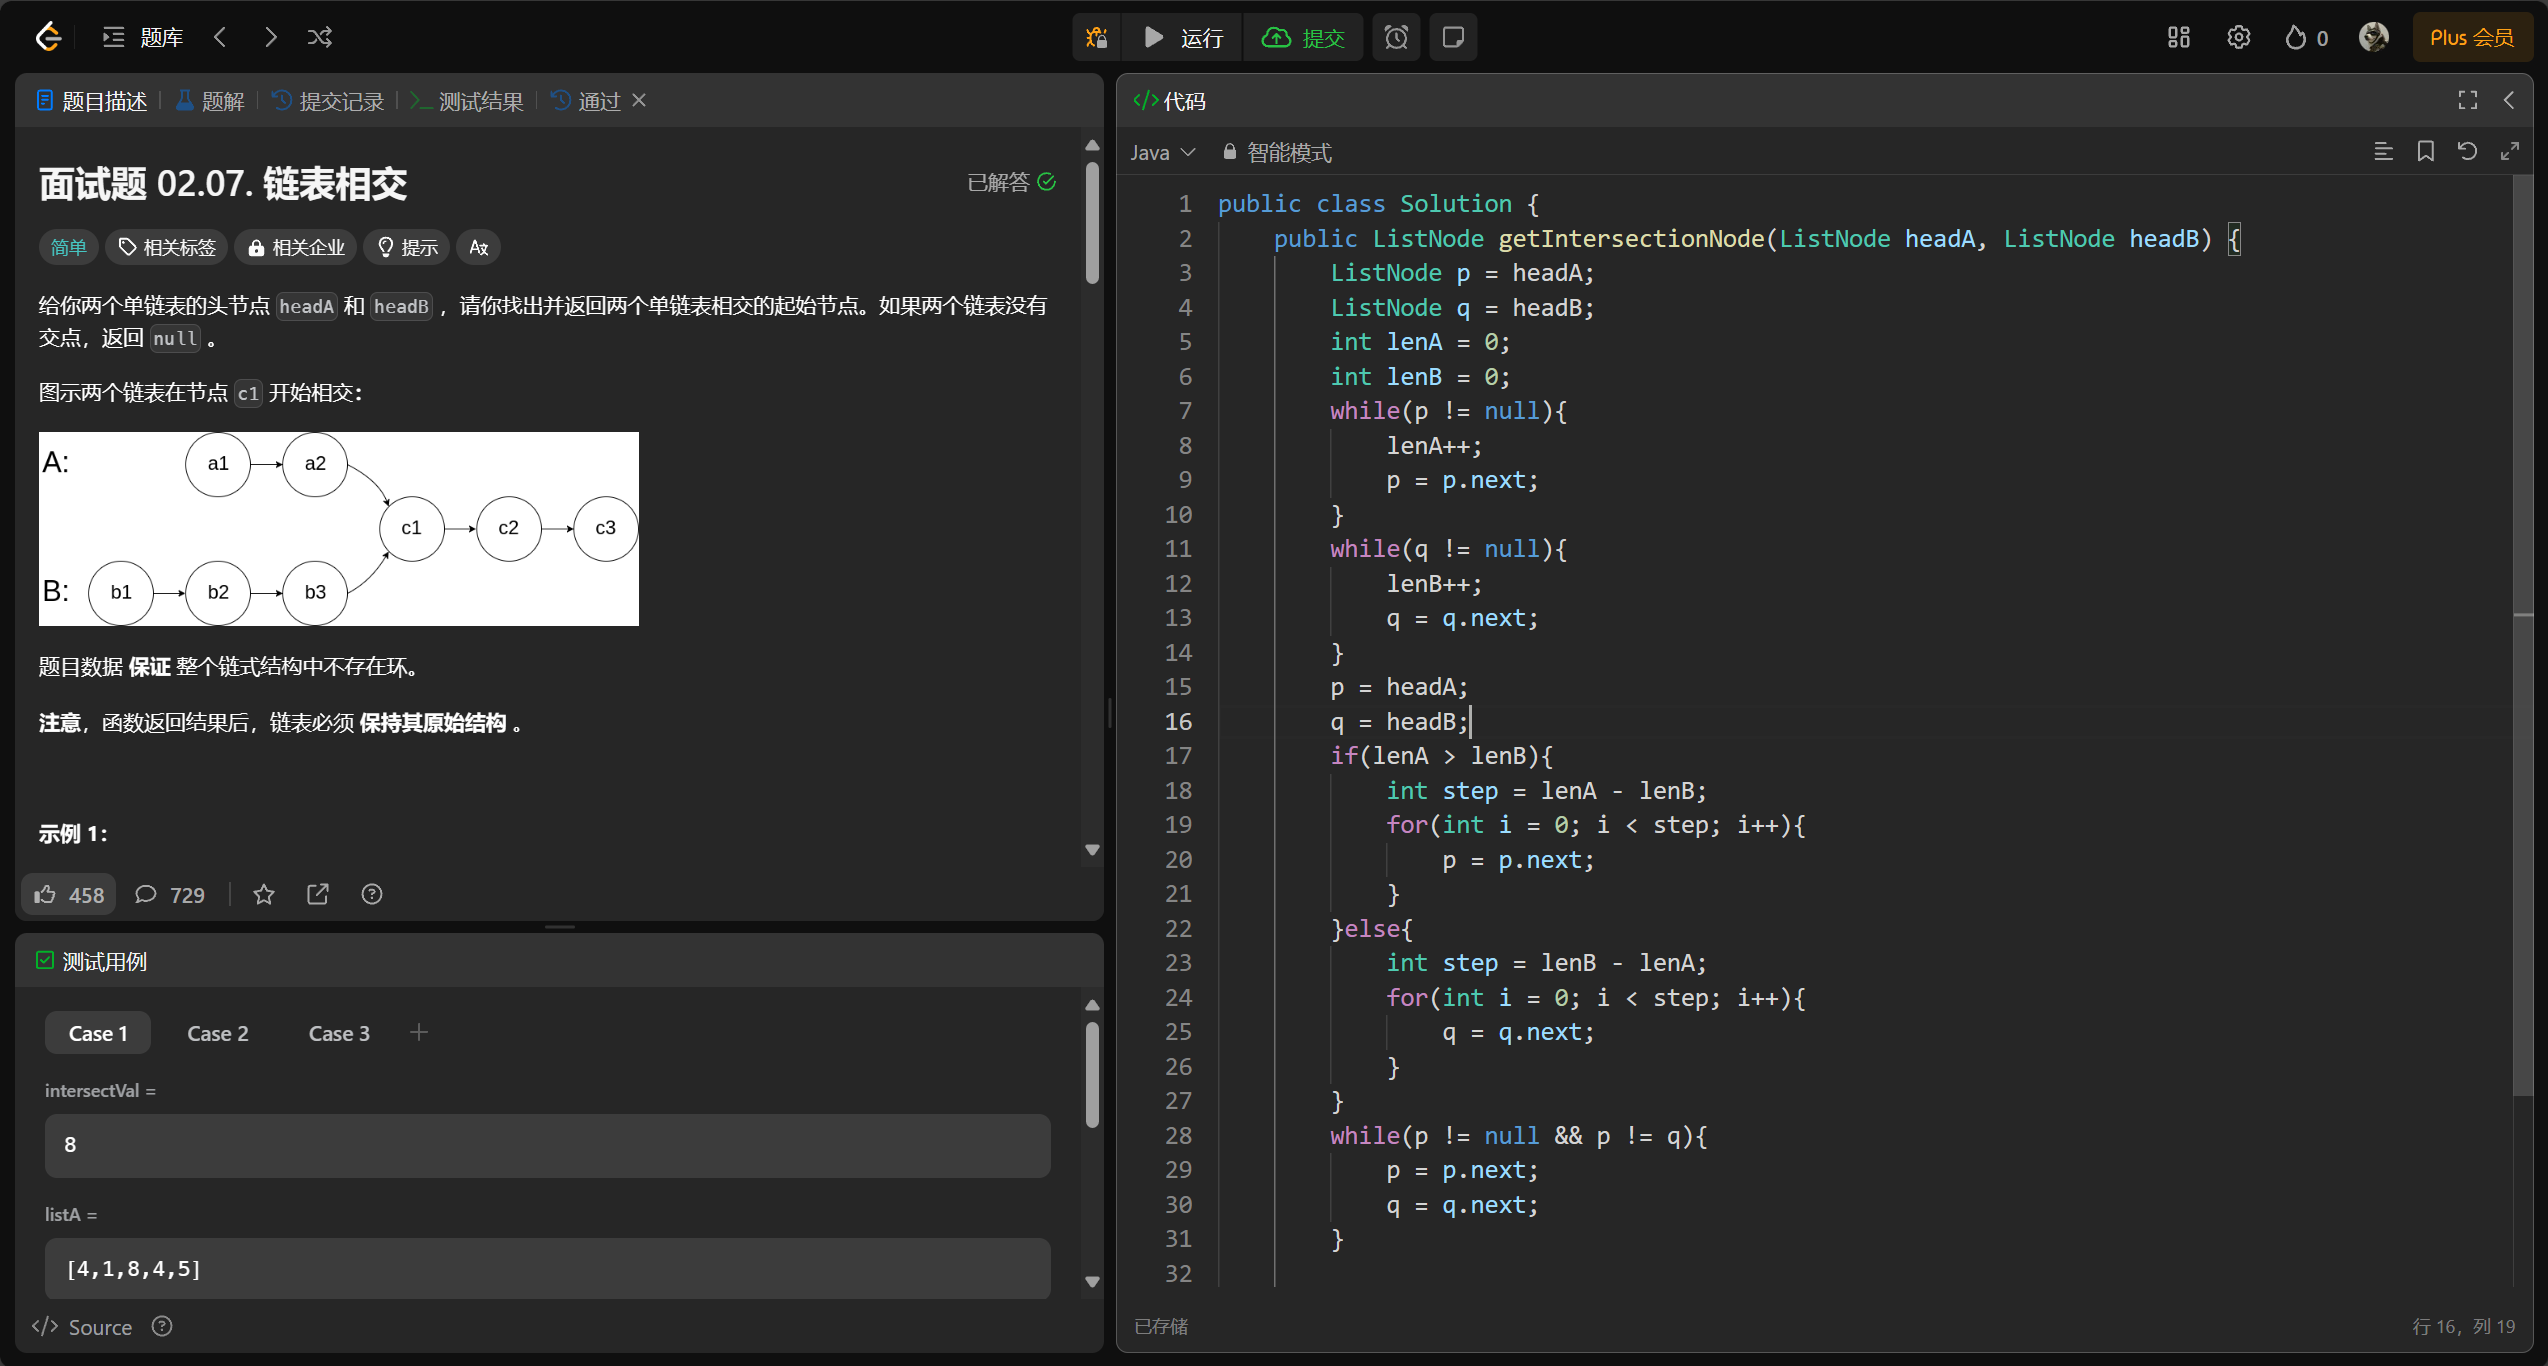 题库
运行
提交
0
Plus 会员
题目描述
题解
提交记录
测试结果
通过
面试题 02.07. 链表相交
已解答
简单
相关标签
相关企业
提示
给你两个单链表的头节点 headA 和 headB ，请你找出并返回两个单链表相交的起始节点。如果两个链表没有
交点，返回 null 。
图示两个链表在节点 c1 开始相交：
A:
a1
a2
c1
c2
c3
B:
b1
b2
b3
题目数据 保证 整个链式结构中不存在环。
注意，函数返回结果后，链表必须 保持其原始结构 。
示例 1：
458
729
测试用例
Case 1
Case 2
Case 3
intersectVal =
8
listA =
[4,1,8,4,5]
</> Source
</> 代码
Java
智能模式
1 public class Solution {
2 public ListNode getIntersectionNode(ListNode headA, ListNode headB) {
3 ListNode p = headA;
4 ListNode q = headB;
5 int lenA = 0;
6 int lenB = 0;
7 while(p != null){
8 lenA++;
9 p = p.next;
10 }
11 while(q != null){
12 lenB++;
13 q = q.next;
14 }
15 p = headA;
16 q = headB;
17 if(lenA > lenB){
18 int step = lenA - lenB;
19 for(int i = 0; i < step; i++){
20 p = p.next;
21 }
22 }else{
23 int step = lenB - lenA;
24 for(int i = 0; i < step; i++){
25 q = q.next;
26 }
27 }
28 while(p != null && p != q){
29 p = p.next;
30 q = q.next;
31 }
32
已存储
行 16，列 19